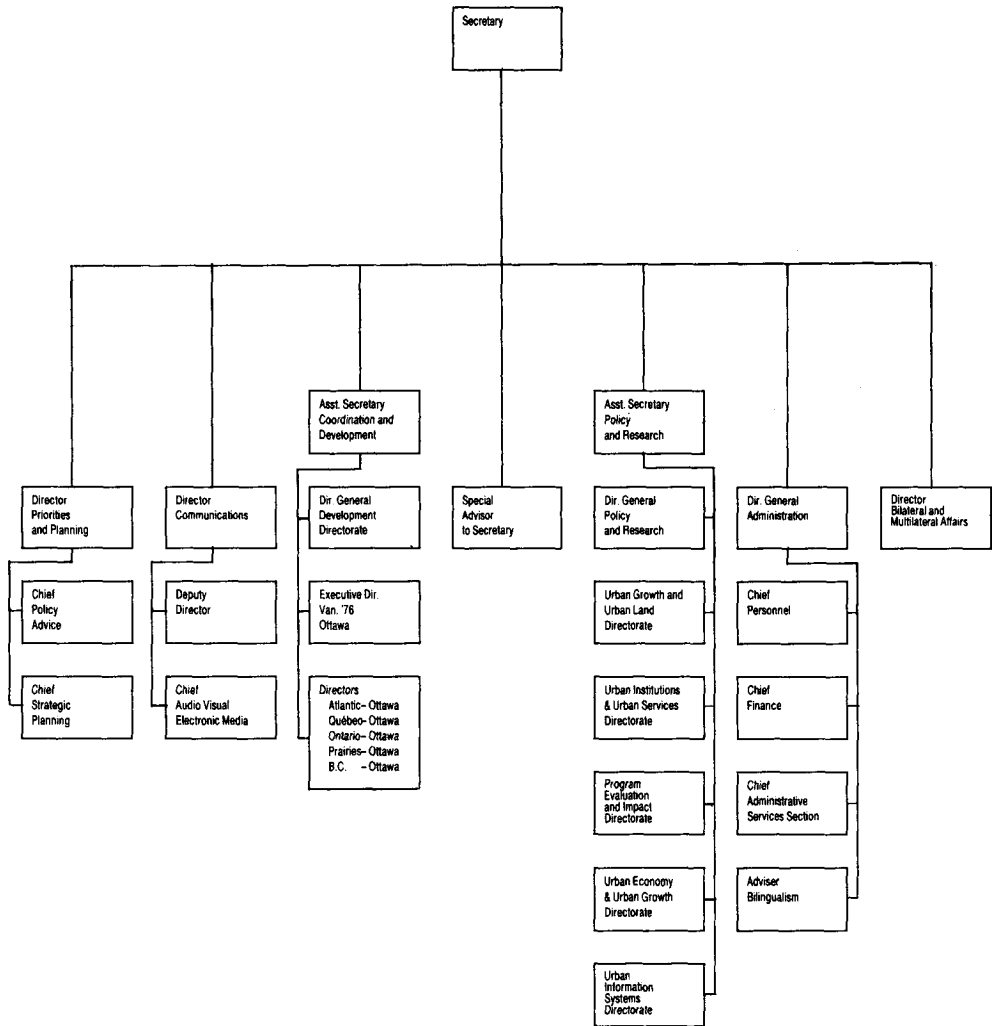 Secretary
Asst. Secretary
Coordination and
Development
Asst. Secretary
Policy
and Research
Director
Priorities
and Planning
Director
Communications
Dir. General
Development
Directorate
Special
Advisor
to Secretary
Dir. General
Policy
and Research
Dir. General
Administration
Director
Bilateral and
Multilateral Affairs
Chief
Policy
Advice
Deputy
Director
Executive Dir.
Van. '76
Ottawa
Urban Growth and
Urban Land
Directorate
Chief
Personnel
Chief
Strategic
Planning
Chief
Audio Visual
Electronic Media
Directors
Atlantic– Ottawa
Québeo– Ottawa
Ontario– Ottawa
Prairies– Ottawa
B.C. – Ottawa
Urban Institutions
& Urban Services
Directorate
Chief
Finance
Program
Evaluation
and Impact
Directorate
Chief
Administrative
Services Section
Urban Economy
& Urban Growth
Directorate
Adviser
Bilingualism
Urban
Information
Systems
Directorate